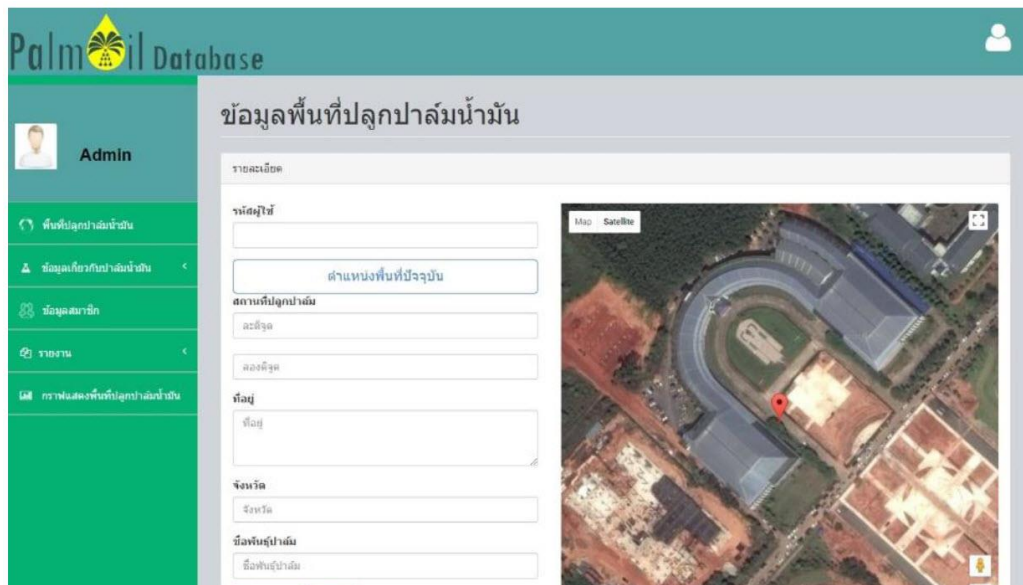 Palm Oil Database
Admin
พื้นที่ปลูกปาล์มน้ำมัน
ข้อมูลเกี่ยวกับปาล์มน้ำมัน
ข้อมูลสมาชิก
รายงาน
กราฟแสดงพื้นที่ปลูกปาล์มน้ำมัน
ข้อมูลพื้นที่ปลูกปาล์มน้ำมัน
รายละเอียด
รหัสผู้ใช้
ตำแหน่งพื้นที่ปัจจุบัน
สถานที่ปลูกปาล์ม
ละติจูด
ลองติจูด
ที่อยู่
ที่อยู่
จังหวัด
จังหวัด
ชื่อพันธุ์ปาล์ม
ชื่อพันธุ์ปาล์ม
Map Satellite